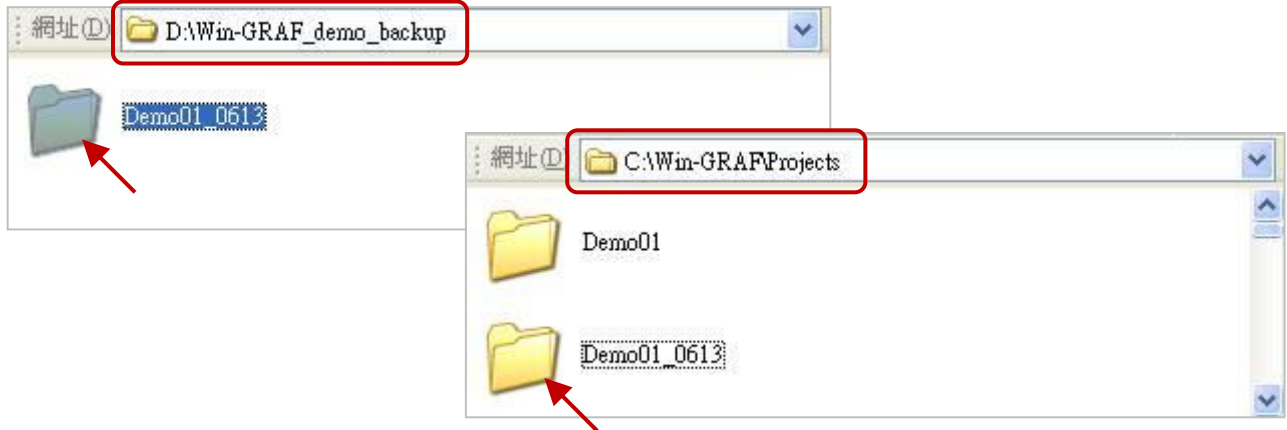 網址(D) D:\Win-GRAF_demo_backup
Demo01_0613
網址(D) C:\Win-GRAF\Projects
Demo01
Demo01_0613